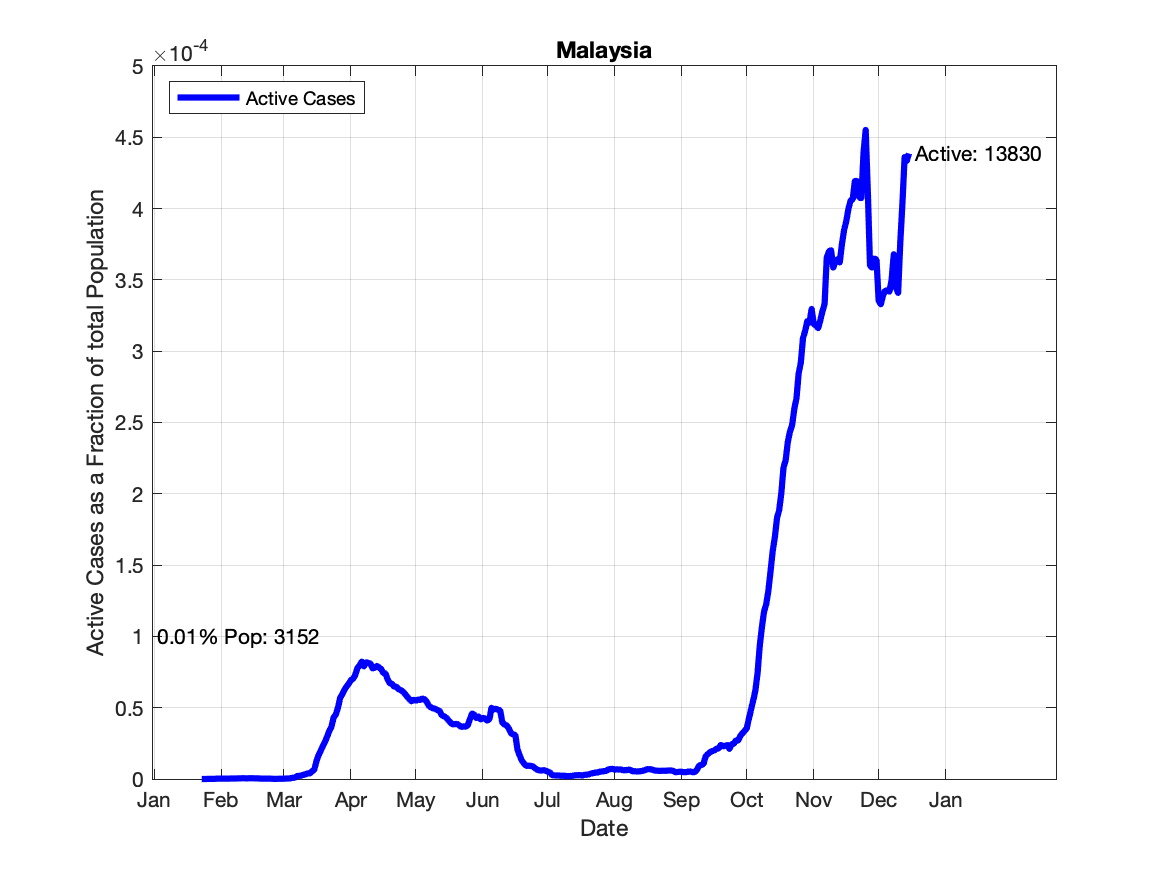 Malaysia
×10-4
Active Cases
Active: 13830
0.01% Pop: 3152
Active Cases as a Fraction of total Population
5
4.5
4
3.5
3
2.5
2
1.5
1
0.5
0
Jan Feb Mar Apr May Jun Jul Aug Sep Oct Nov Dec Jan
Date